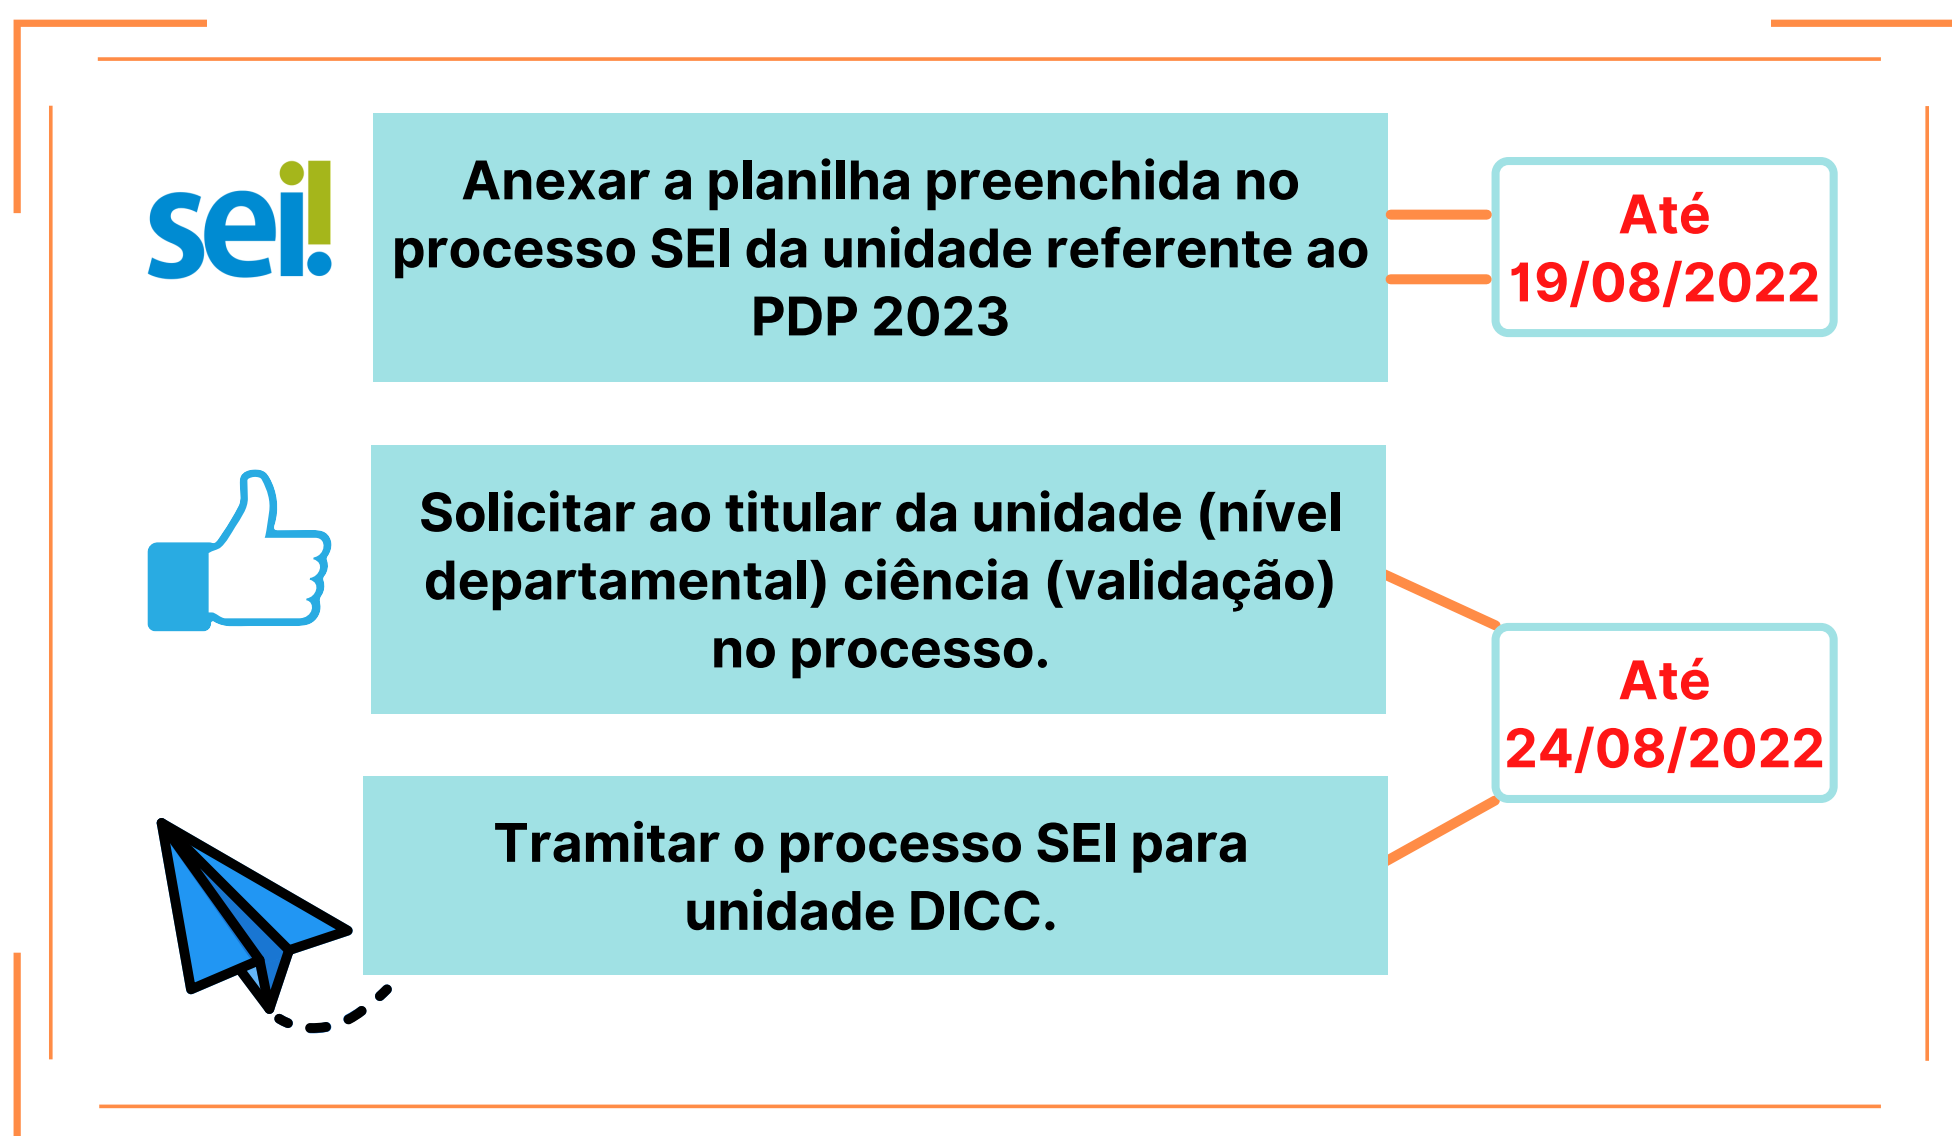 sei!
Anexar a planilha preenchida no
processo SEI da unidade referente ao
PDP 2023
Até
19/08/2022
Solicitar ao titular da unidade (nível
departamental) ciência (validação)
no processo.
Até
24/08/2022
Tramitar o processo SEI para
unidade DICC.